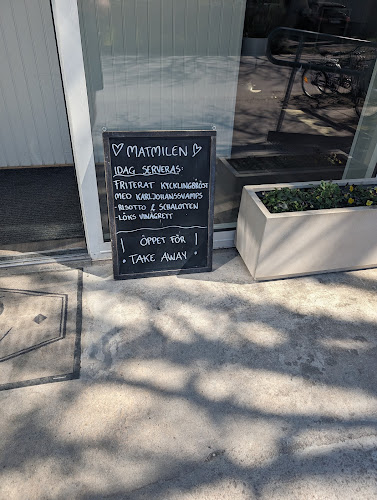 ♡ MATMILEN ♡
IDAG SERVERAS:
FRITERAT KYCKLINGBRÖST
MED KARLJOHANSSVAMPS
-RISOTTO & SCHALOTTEN
-LÖKS VINÄGRETT
! ÖPPET FÖR !
TAKE AWAY